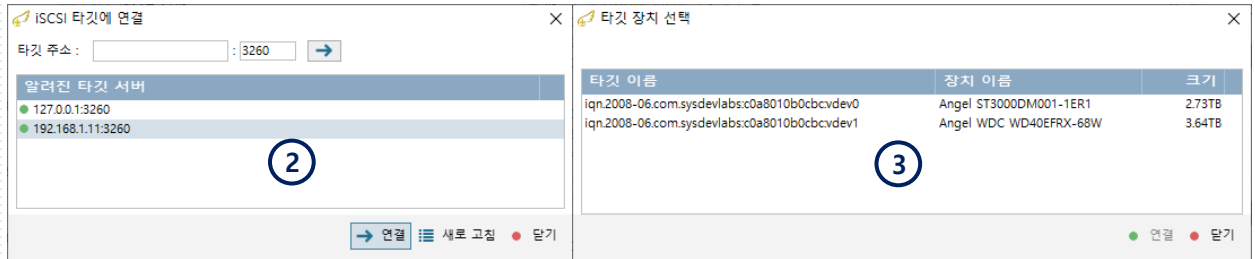 iSCSI 타깃에 연결
타깃 주소 : : 3260
알려진 타깃 서버
127.0.0.1:3260
192.168.1.11:3260
2
연결 새로 고침 닫기
타깃 장치 선택
타깃 이름 장치 이름 크기
iqn.2008-06.com.sysdevlabs:c0a8010b0cbc:vdev0 Angel ST3000DM001-1ER1 2.73TB
iqn.2008-06.com.sysdevlabs:c0a8010b0cbc:vdev1 Angel WDC WD40EFRX-68W 3.64TB
3
연결 닫기